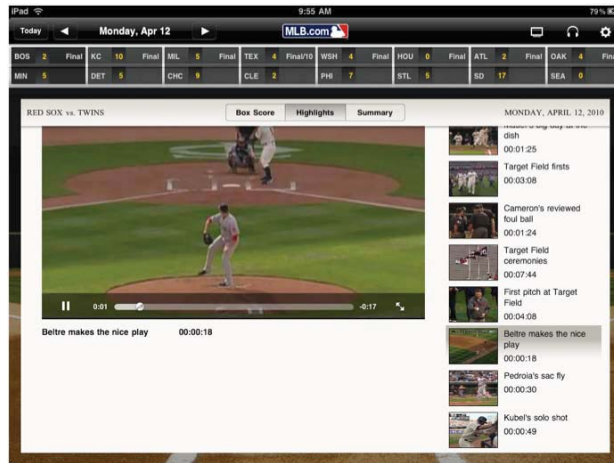 iPad 9:55 AM 79%
Today Monday, Apr 12 MLB.com
BOS 2 Final KC 10 Final MIL 5 Final TEX 4 Final/10 WSH 4 Final HOU 0 Final ATL 2 Final OAK 4 Fina
MIN 5 DET 5 CHC 9 CLE 2 PHI 7 STL 5 SD 17 SEA 0
RED SOX vs. TWINS Box Score Highlights Summary MONDAY, APRIL 12, 2010
dish
00:01:25
Target Field firsts
00:03:08
Cameron's reviewed
foul ball
00:01:24
Target Field
ceremonies
00:07:44
First pitch at Target
Field
00:04:08
0:01 -0:17
Beltre makes the nice play 00:00:18
Beltre makes the nice
play
00:00:18
Pedroia's sac fly
00:00:30
Kubel's solo shot
00:00:49